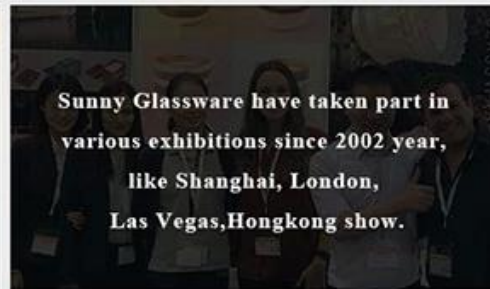 Sunny Glassware have taken part in
various exhibitions since 2002 year,
like Shanghai, London,
Las Vegas,Hongkong show.